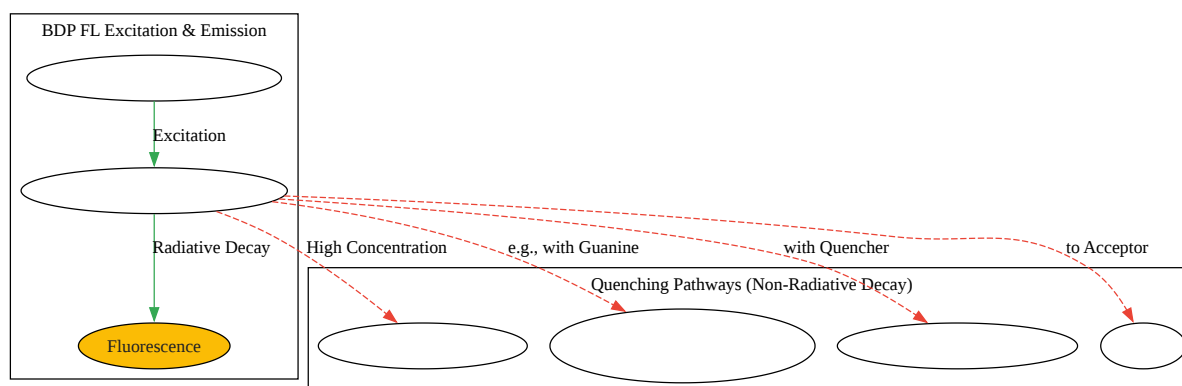 BDP FL Excitation & Emission
Excitation
Radiative Decay
High Concentration
e.g., with Guanine
with Quencher
to Acceptor
Quenching Pathways (Non-Radiative Decay)
Fluorescence